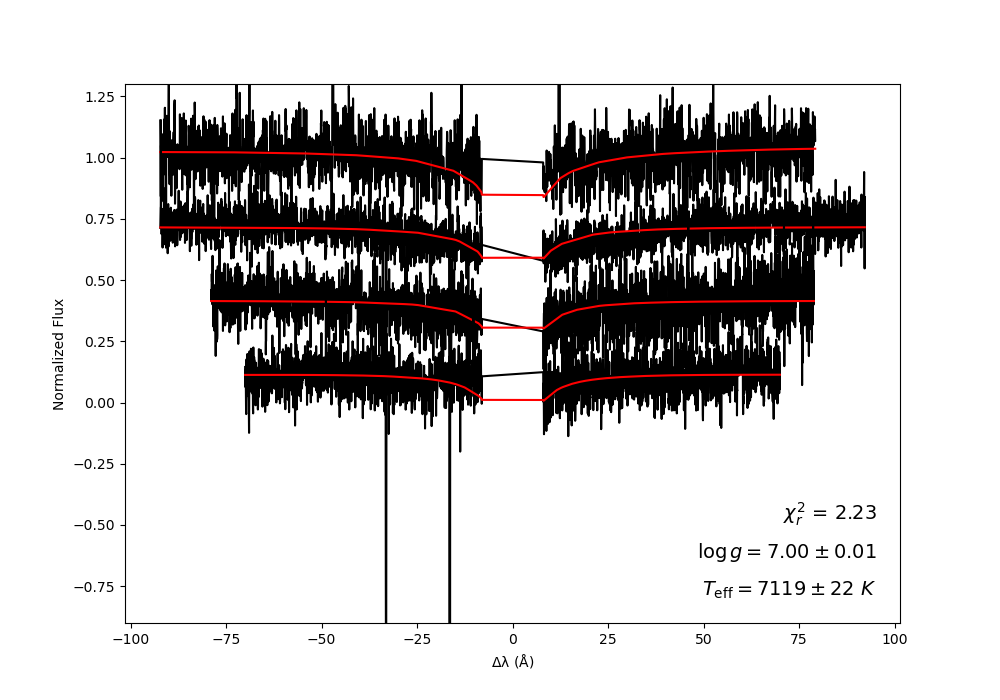 1.25
1.00
0.75
0.50
0.25
0.00
−0.25
−0.50
−0.75
Normalized Flux
χ²ᵣ = 2.23
log g = 7.00 ± 0.01
T_eff = 7119 ± 22 K
−100 −75 −50 −25 0 25 50 75 100
Δλ (Å)